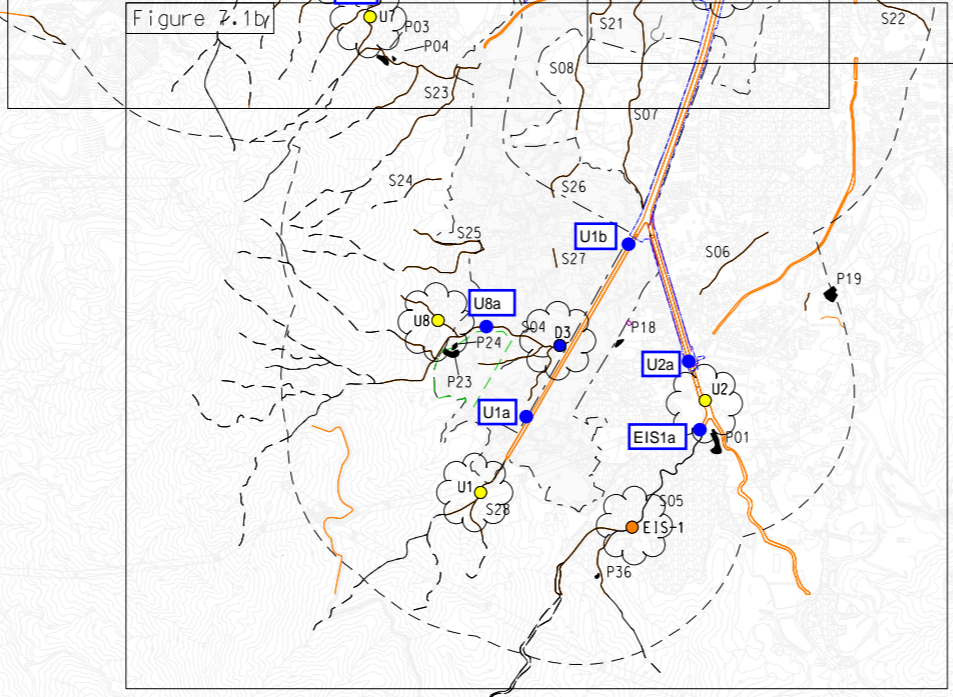 Figure 7.1b
U7
P03
P04
S21
S22
S08
S23
S07
S24
S26
S25
U1b
S27
S06
P19
U8a
U8
S04
D3
P18
P24
P23
U2a
U2
U1a
EIS1a
P01
U1
S28
S05
EIS-1
P36